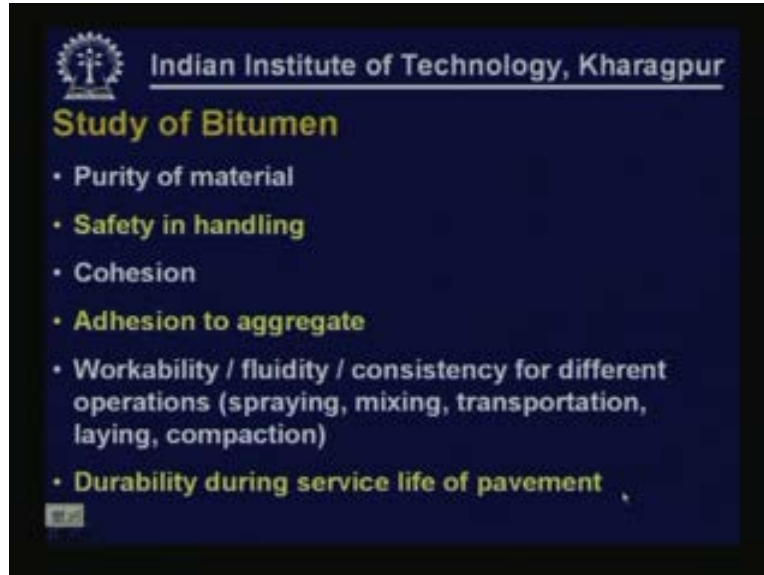 Indian Institute of Technology, Kharagpur
Study of Bitumen
• Purity of material
• Safety in handling
• Cohesion
• Adhesion to aggregate
• Workability / fluidity / consistency for different
operations (spraying, mixing, transportation,
laying, compaction)
• Durability during service life of pavement